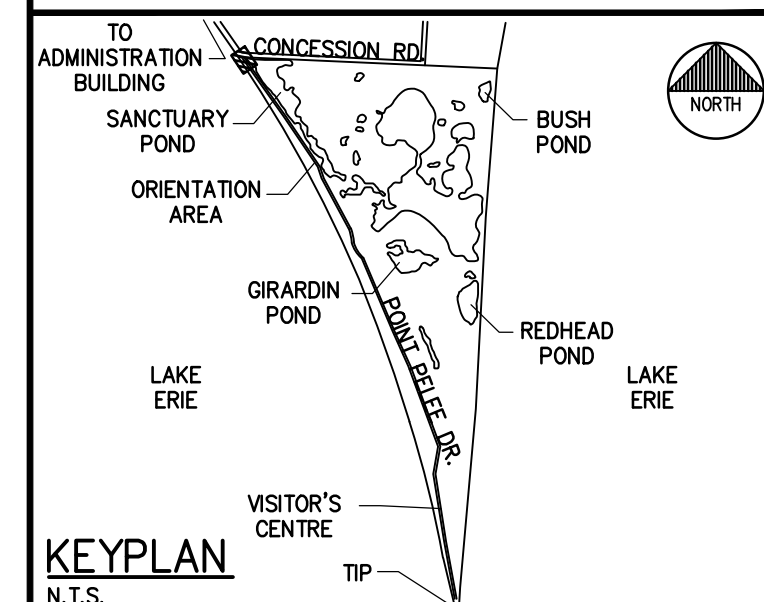 TO
ADMINISTRATION
BUILDING
CONCESSION RD.
NORTH
SANCTUARY
POND
BUSH
POND
ORIENTATION
AREA
GIRARDIN
POND
POINT PELEE DR.
REDHEAD
POND
LAKE
ERIE
LAKE
ERIE
VISITOR'S
CENTRE
KEYPLAN
TIP
N.T.S.